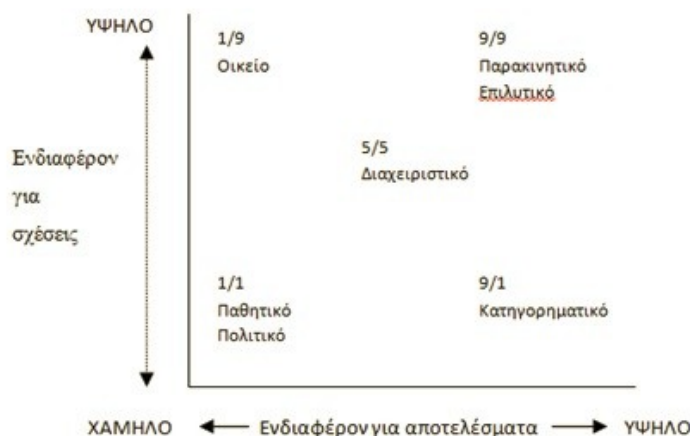 ΥΨΗΛΟ
1/9
Οικείο
9/9
Παρακινητικό
Επιλυτικό
5/5
Διαχειριστικό
Ενδιαφέρον
για
σχέσεις
1/1
Παθητικό
Πολιτικό
9/1
Κατηγορηματικό
ΧΑΜΗΛΟ
Ενδιαφέρον για αποτελέσματα
ΥΨΗΛΟ